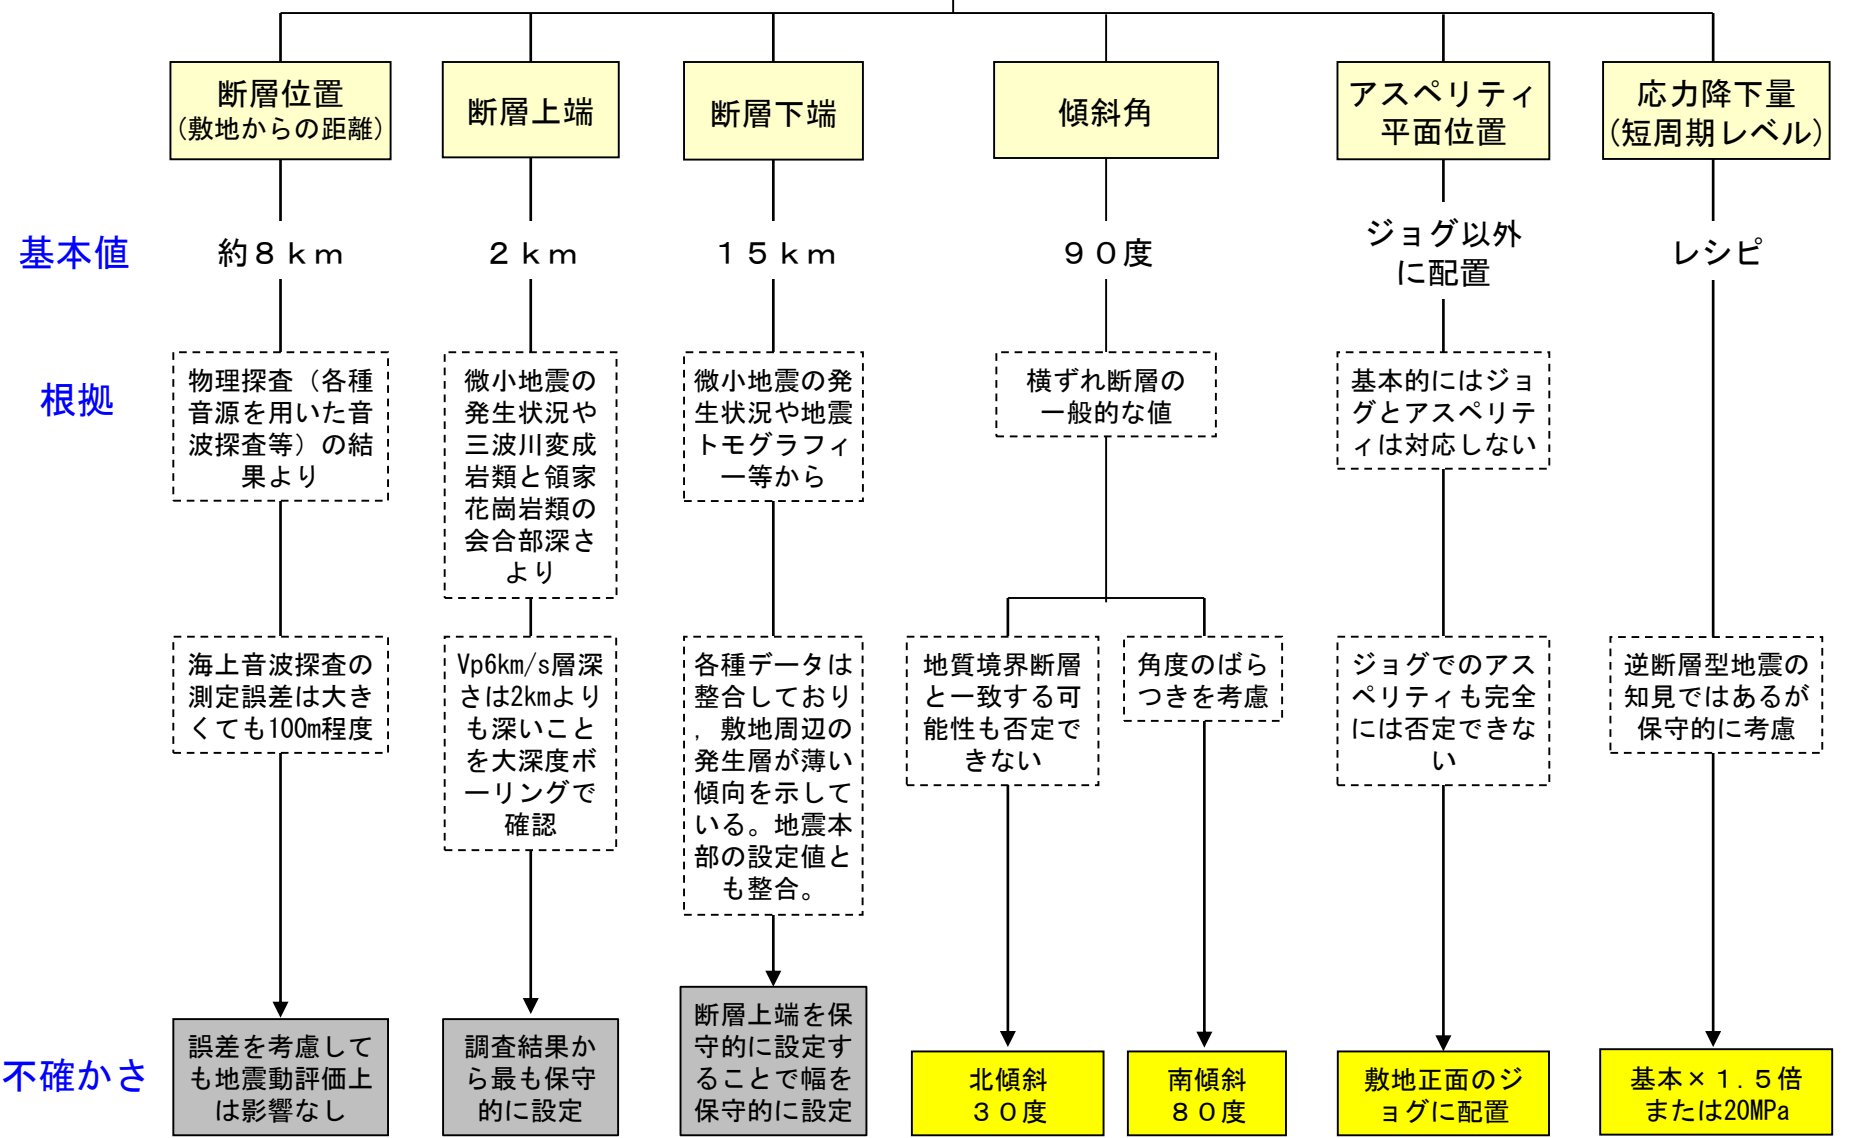 断層位置
(敷地からの距離)
断層上端
断層下端
傾斜角
アスペリティ
平面位置
応力降下量
(短周期レベル)
基本値
約８ｋｍ
２ｋｍ
１５ｋｍ
９０度
ジョグ以外
に配置
レシピ
根拠
物理探査（各種
音源を用いた音
波探査等）の結
果より
微小地震の
発生状況や
三波川変成
岩類と領家
花崗岩類の
会合部深さ
より
微小地震の発
生状況や地震
トモグラフィ
ー等から
横ずれ断層の
一般的な値
基本的にはジョ
グとアスペリテ
ィは対応しない
海上音波探査の
測定誤差は大き
くても100m程度
Vp6km/s層深
さは2kmより
も深いこと
を大深度ボ
ーリングで
確認
各種データは
整合しており
，敷地周辺の
発生層が薄い
傾向を示して
いる。地震本
部の設定値と
も整合。
地質境界断層
と一致する可
能性も否定で
きない
角度のばら
つきを考慮
ジョグでのアス
ペリティも完全
には否定できな
い
逆断層型地震の
知見ではあるが
保守的に考慮
不確かさ
誤差を考慮して
も地震動評価上
は影響なし
調査結果か
ら最も保守
的に設定
断層上端を保
守的に設定す
ることで幅を
保守的に設定
北傾斜
３０度
南傾斜
８０度
敷地正面のジ
ョグに配置
基本×１.５倍
または20MPa